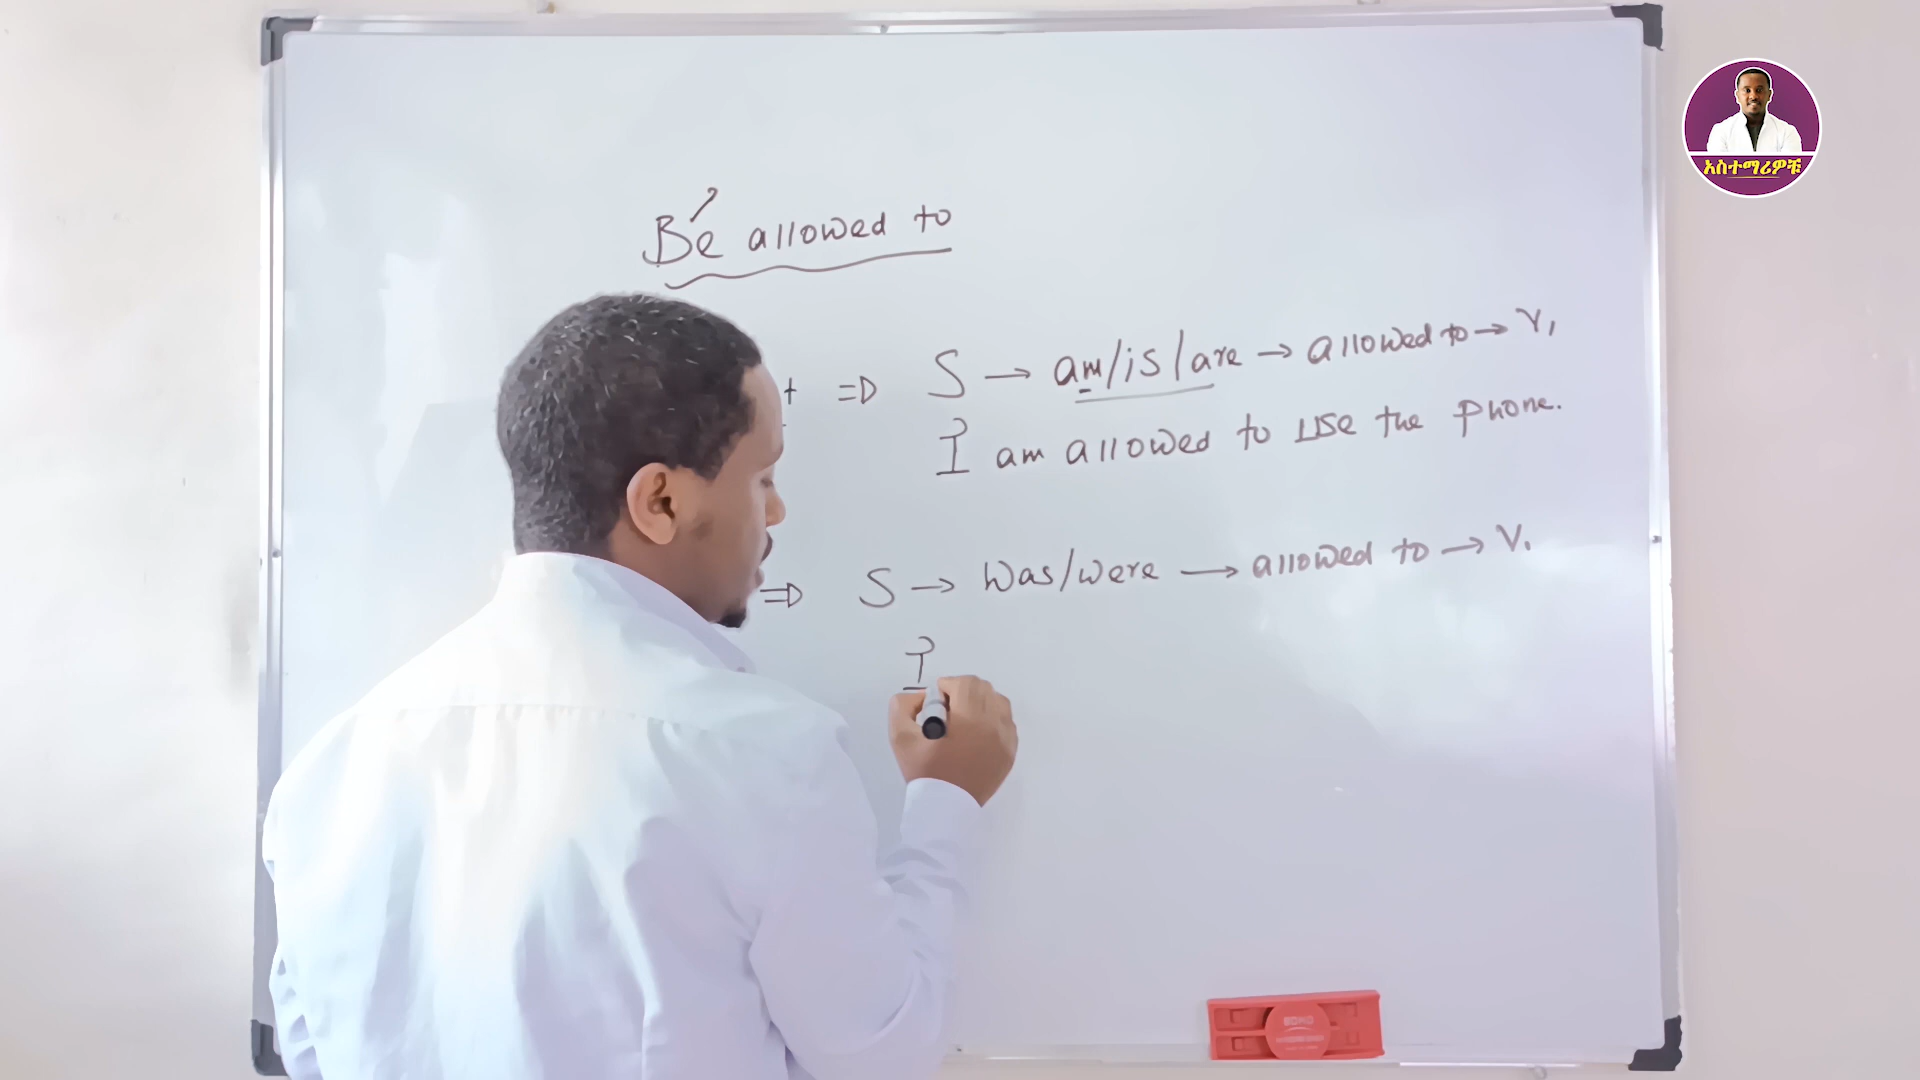 Be allowed to
⇒ S → am/is/are → allowed to → V1
I am allowed to use the phone.
⇒ S → was/were → allowed to → V1
I
አስተማሪዎቹ